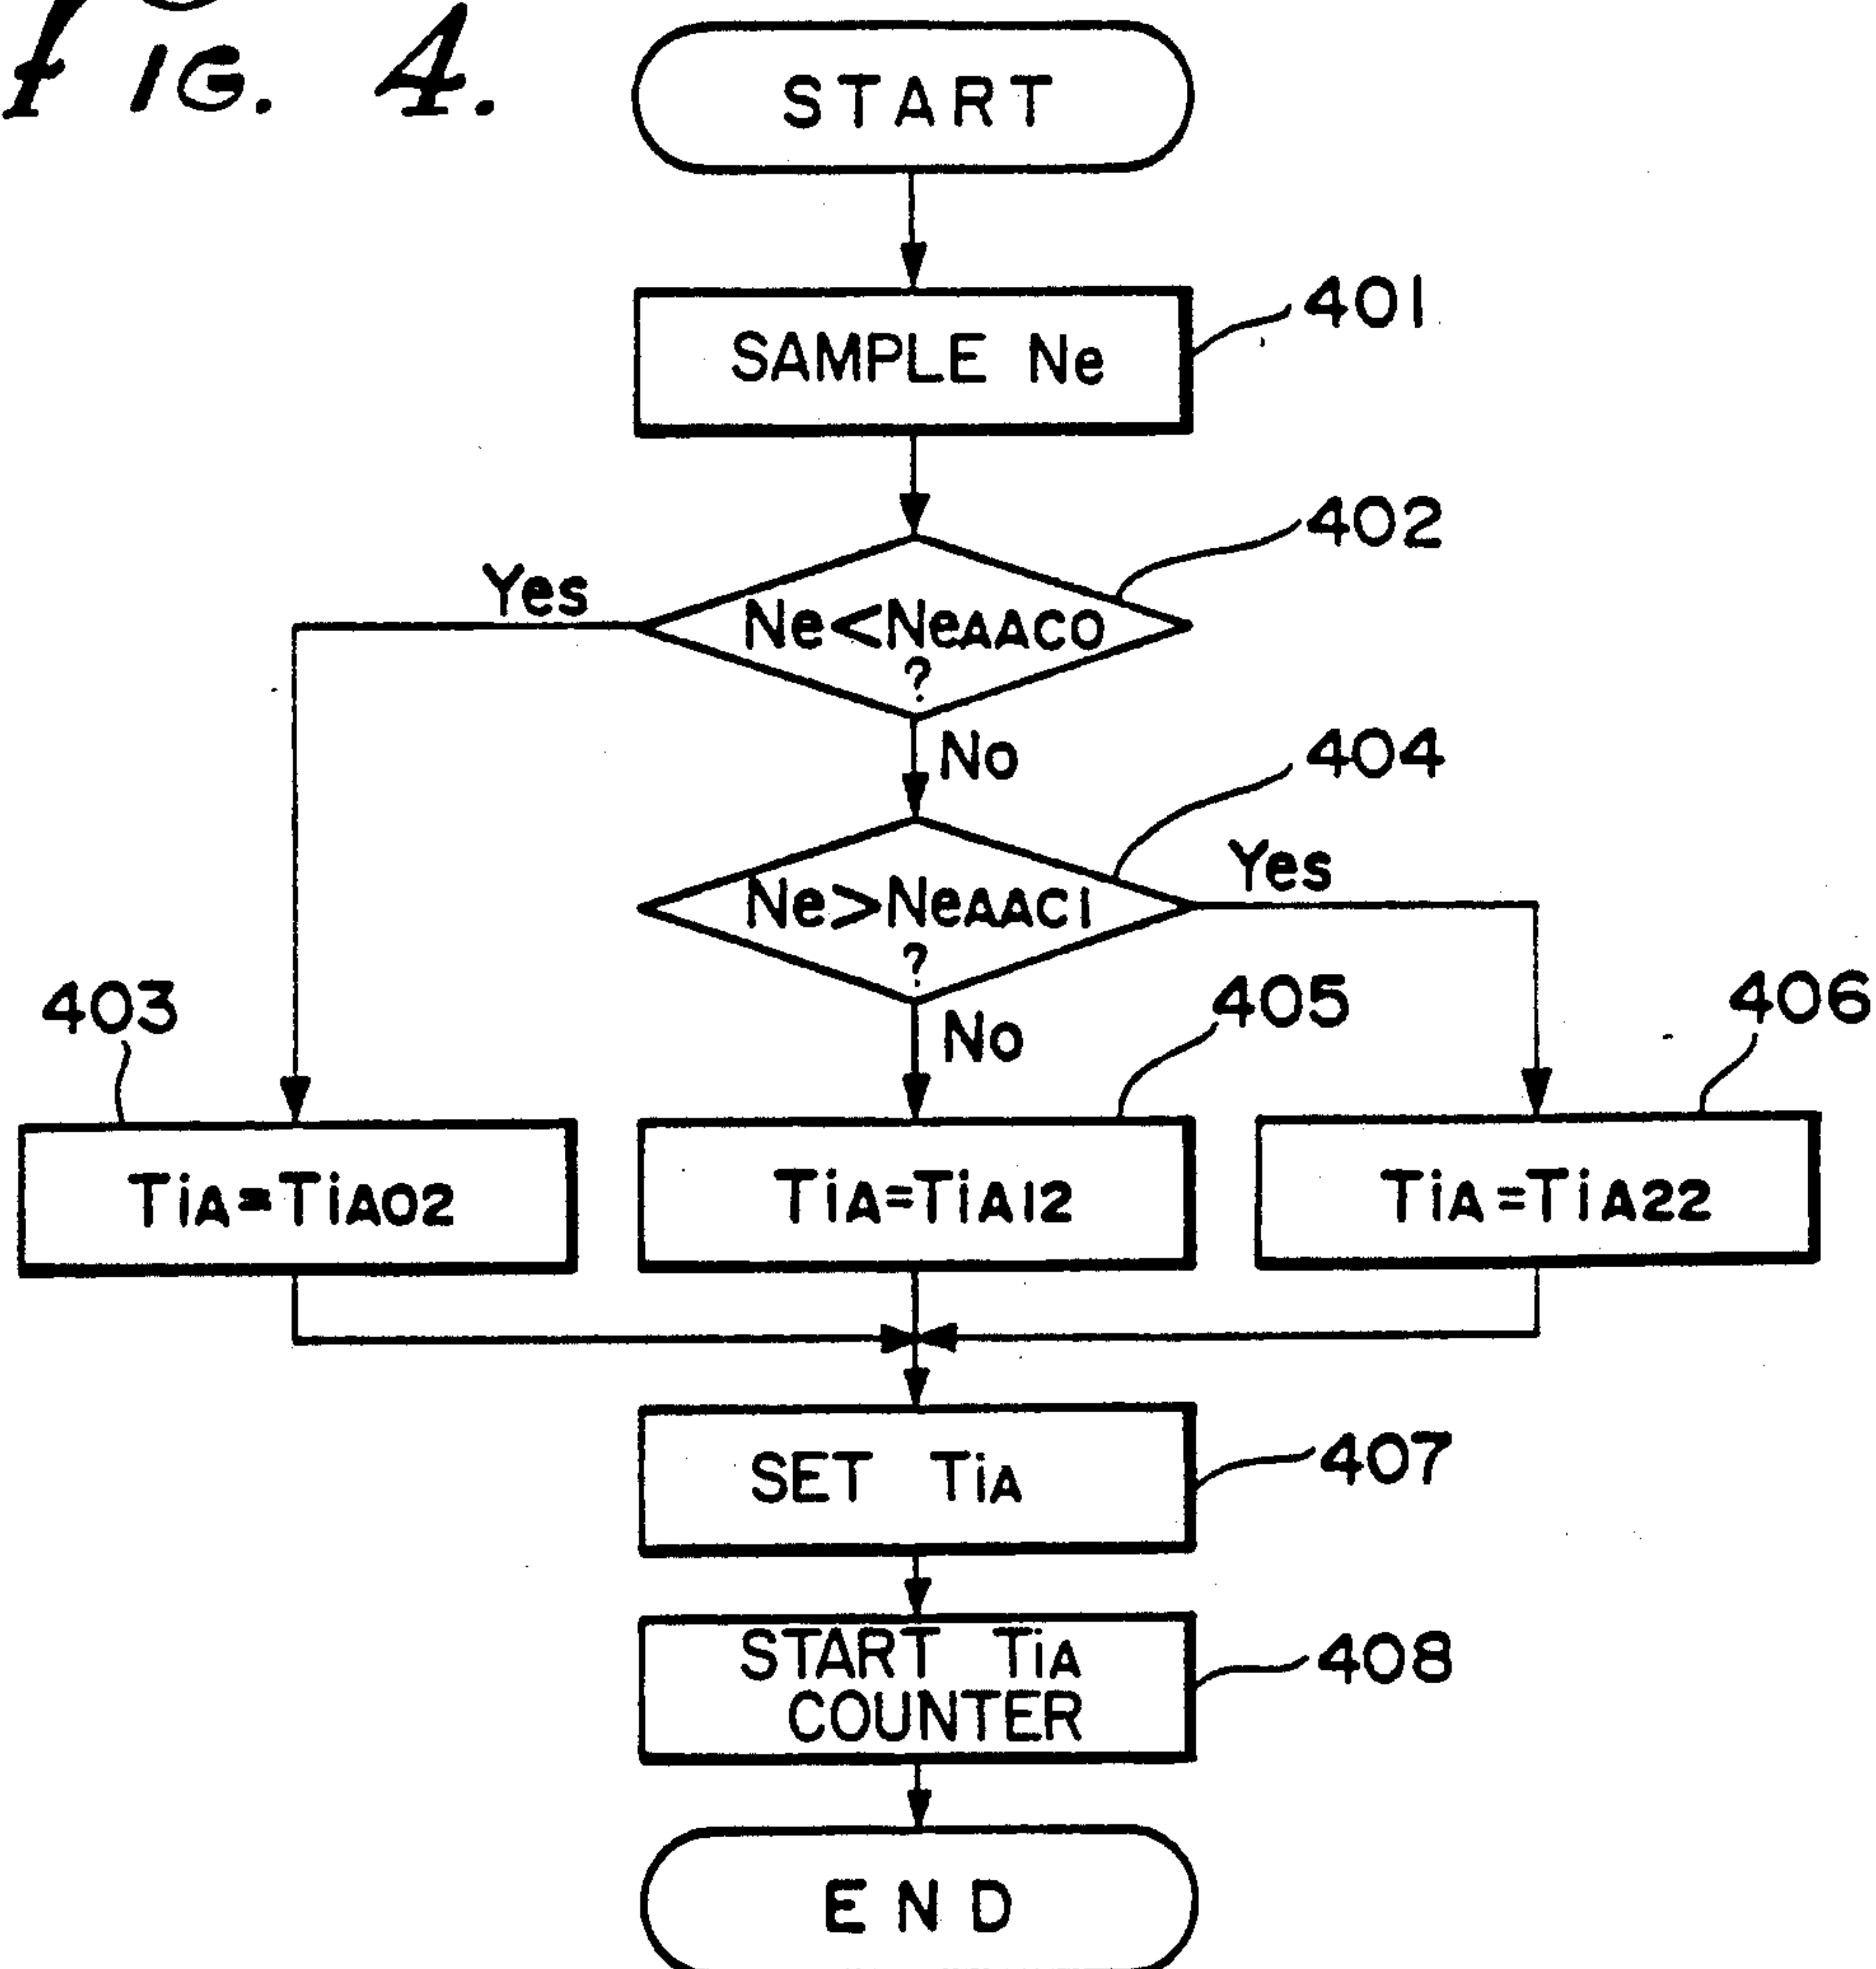 FIG. 4.
START
SAMPLE Ne
401
402
Yes
Ne<NeAACO
?
No
404
Ne>NeAAC1
?
Yes
No
403
405
406
TiA=TiA02
TiA=TiA12
TiA=TiA22
SET TiA
407
START TiA
COUNTER
408
END